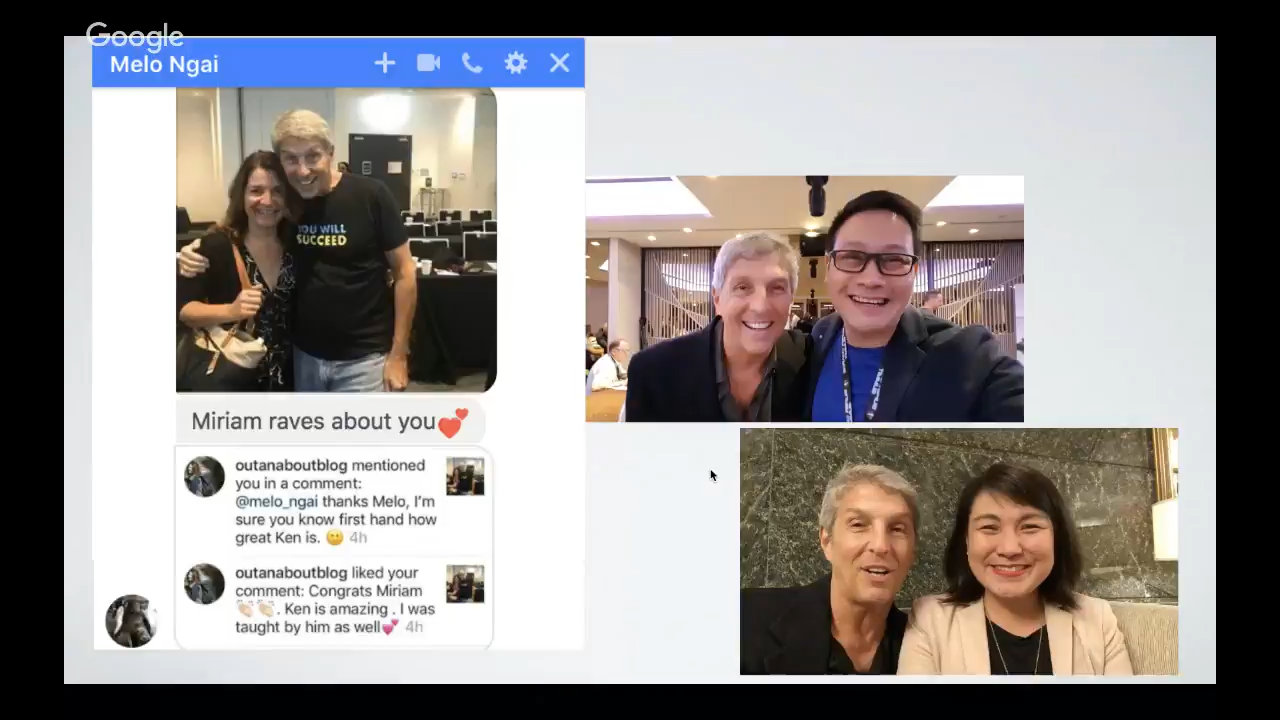 Google
Melo Ngai
YOU WILL
SUCCEED
Miriam raves about you💕
outanaboutblog mentioned
you in a comment:
@melo_ngai thanks Melo, I'm
sure you know first hand how
great Ken is. 🙂 4h
outanaboutblog liked your
comment: Congrats Miriam
👏🏻👏🏻. Ken is amazing . I was
taught by him as well💕 4h